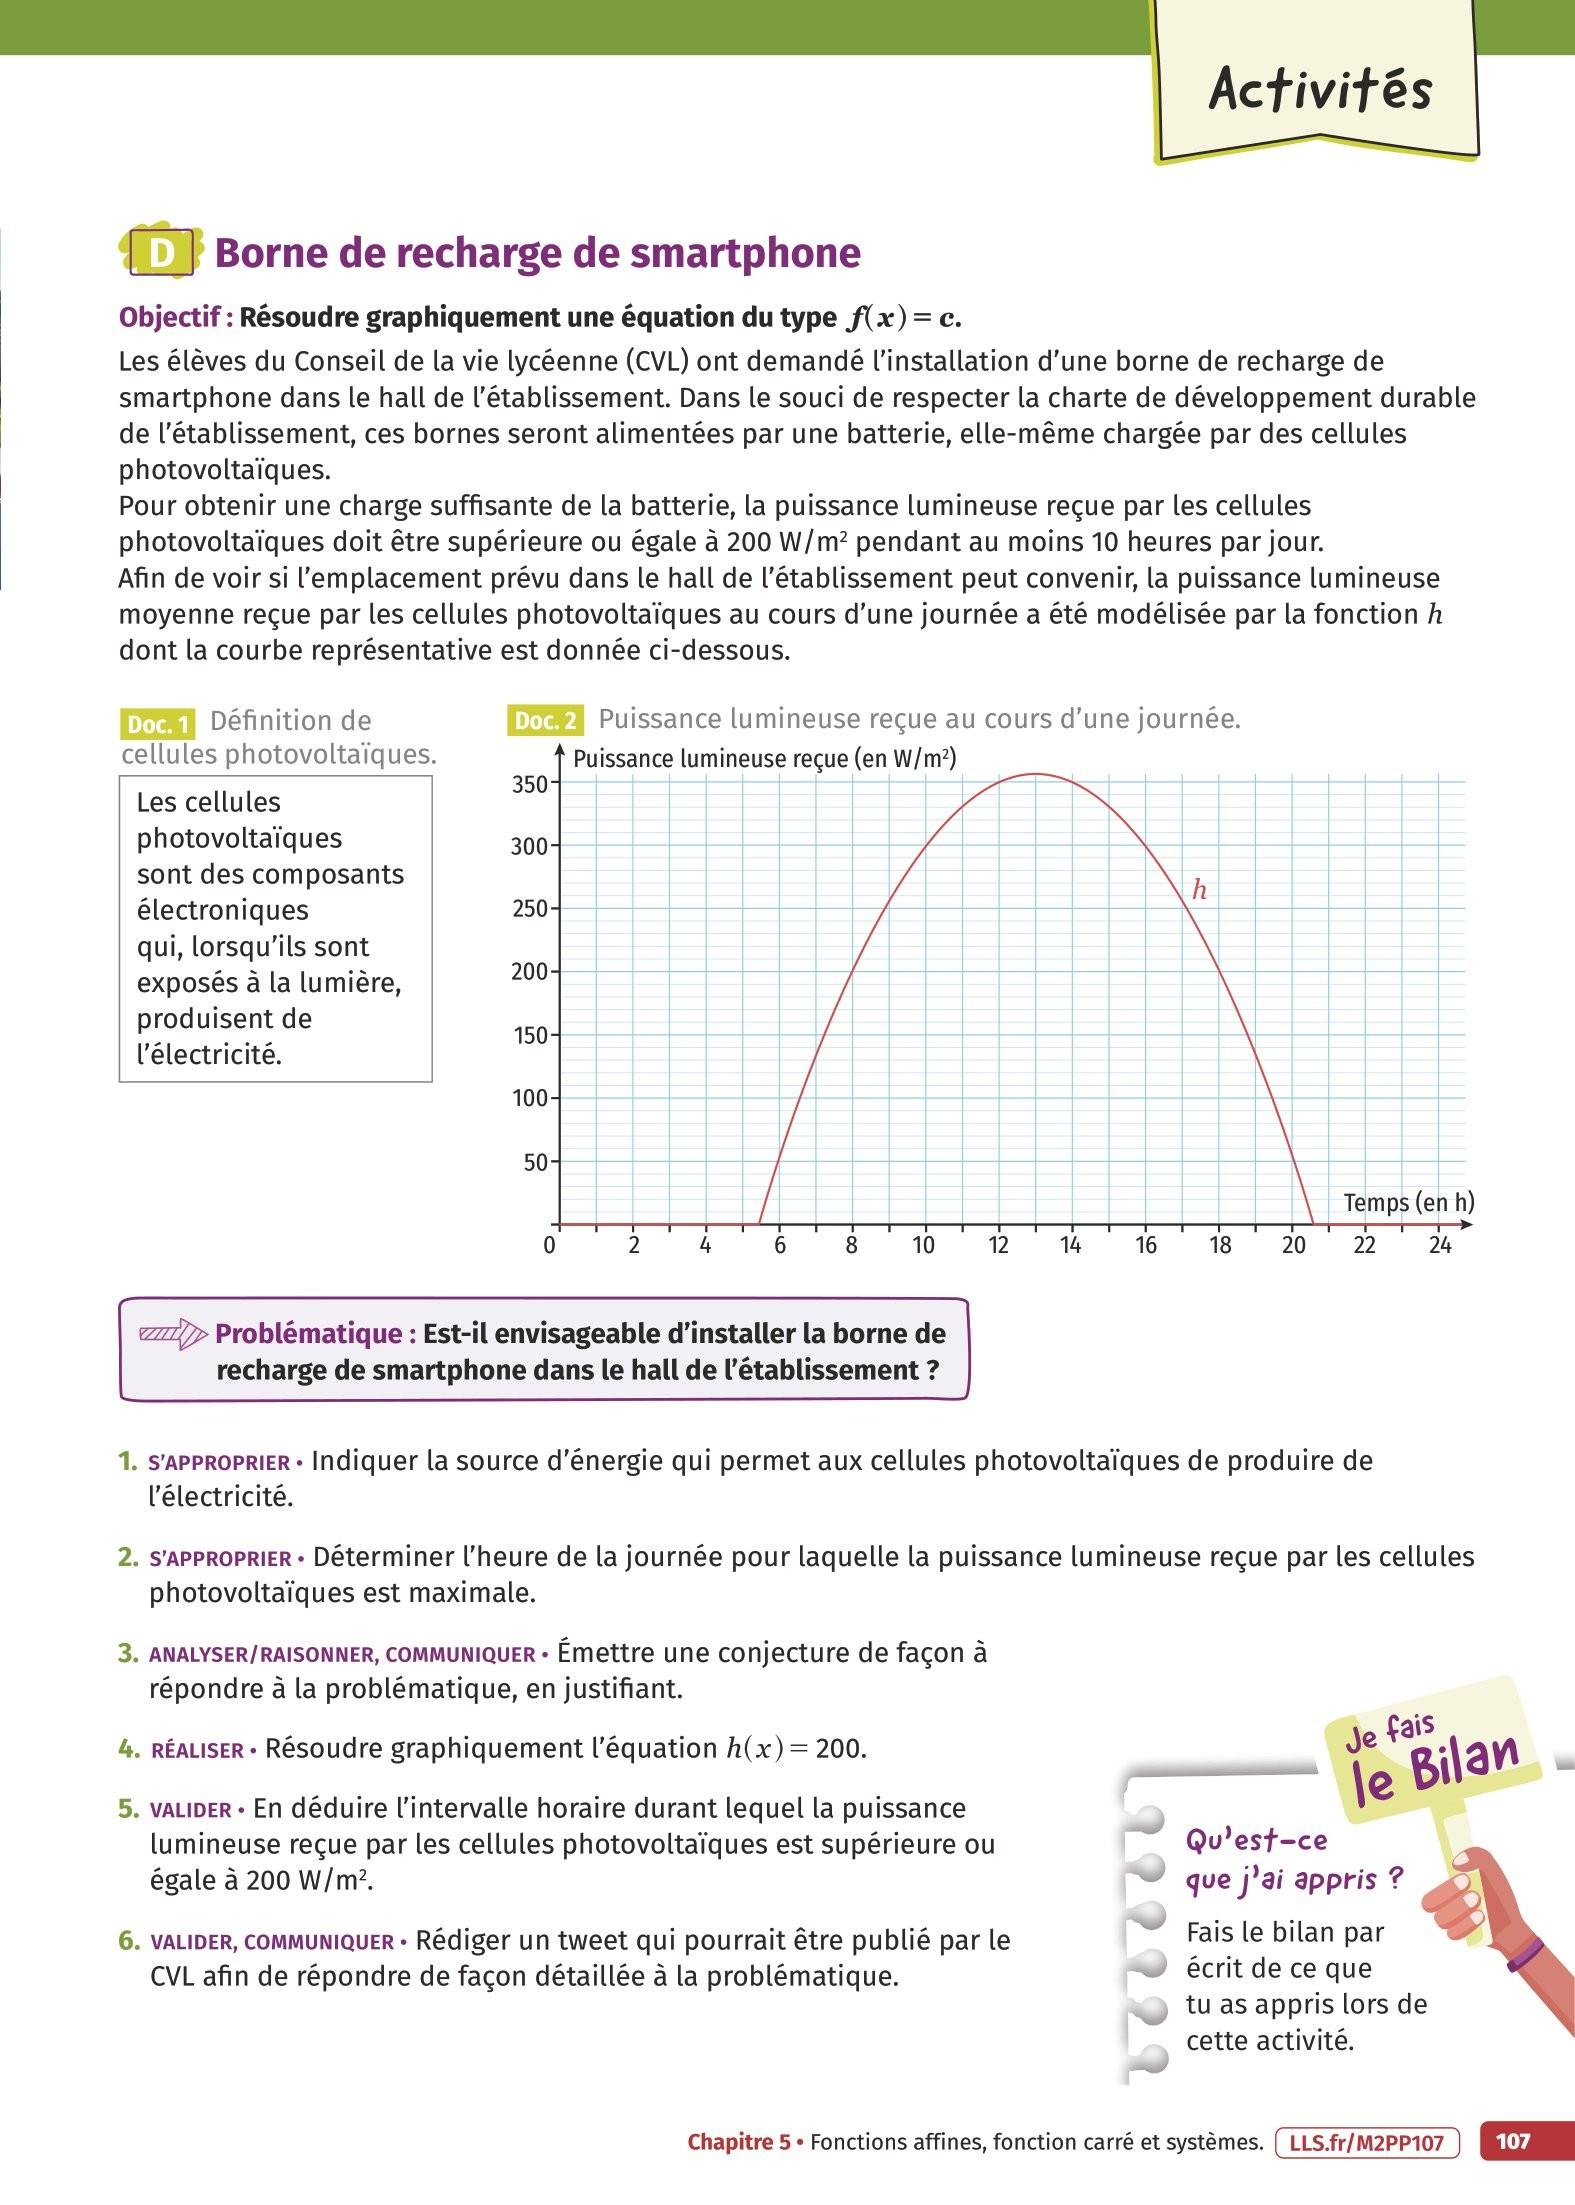 Activités
D Borne de recharge de smartphone
Objectif : Résoudre graphiquement une équation du type f(x) = c.
Les élèves du Conseil de la vie lycéenne (CVL) ont demandé l’installation d’une borne de recharge de
smartphone dans le hall de l’établissement. Dans le souci de respecter la charte de développement durable
de l’établissement, ces bornes seront alimentées par une batterie, elle-même chargée par des cellules
photovoltaïques.
Pour obtenir une charge suffisante de la batterie, la puissance lumineuse reçue par les cellules
photovoltaïques doit être supérieure ou égale à 200 W/m² pendant au moins 10 heures par jour.
Afin de voir si l’emplacement prévu dans le hall de l’établissement peut convenir, la puissance lumineuse
moyenne reçue par les cellules photovoltaïques au cours d’une journée a été modélisée par la fonction h
dont la courbe représentative est donnée ci-dessous.
Doc. 1 Définition de
cellules photovoltaïques.
Les cellules
photovoltaïques
sont des composants
électroniques
qui, lorsqu’ils sont
exposés à la lumière,
produisent de
l’électricité.
Doc. 2 Puissance lumineuse reçue au cours d’une journée.
Puissance lumineuse reçue (en W/m²)
350
300
250
200
150
100
50
h
Temps (en h)
0 2 4 6 8 10 12 14 16 18 20 22 24
Problématique : Est-il envisageable d’installer la borne de
recharge de smartphone dans le hall de l’établissement ?
1. S’APPROPRIER • Indiquer la source d’énergie qui permet aux cellules photovoltaïques de produire de
l’électricité.
2. S’APPROPRIER • Déterminer l’heure de la journée pour laquelle la puissance lumineuse reçue par les cellules
photovoltaïques est maximale.
3. ANALYSER/RAISONNER, COMMUNIQUER • Émettre une conjecture de façon à
répondre à la problématique, en justifiant.
4. RÉALISER • Résoudre graphiquement l’équation h(x) = 200.
5. VALIDER • En déduire l’intervalle horaire durant lequel la puissance
lumineuse reçue par les cellules photovoltaïques est supérieure ou
égale à 200 W/m².
6. VALIDER, COMMUNIQUER • Rédiger un tweet qui pourrait être publié par le
CVL afin de répondre de façon détaillée à la problématique.
Je fais
le Bilan
Qu’est-ce
que j’ai appris ?
Fais le bilan par
écrit de ce que
tu as appris lors de
cette activité.
Chapitre 5 • Fonctions affines, fonction carré et systèmes. LLS.fr/M2PP107 107